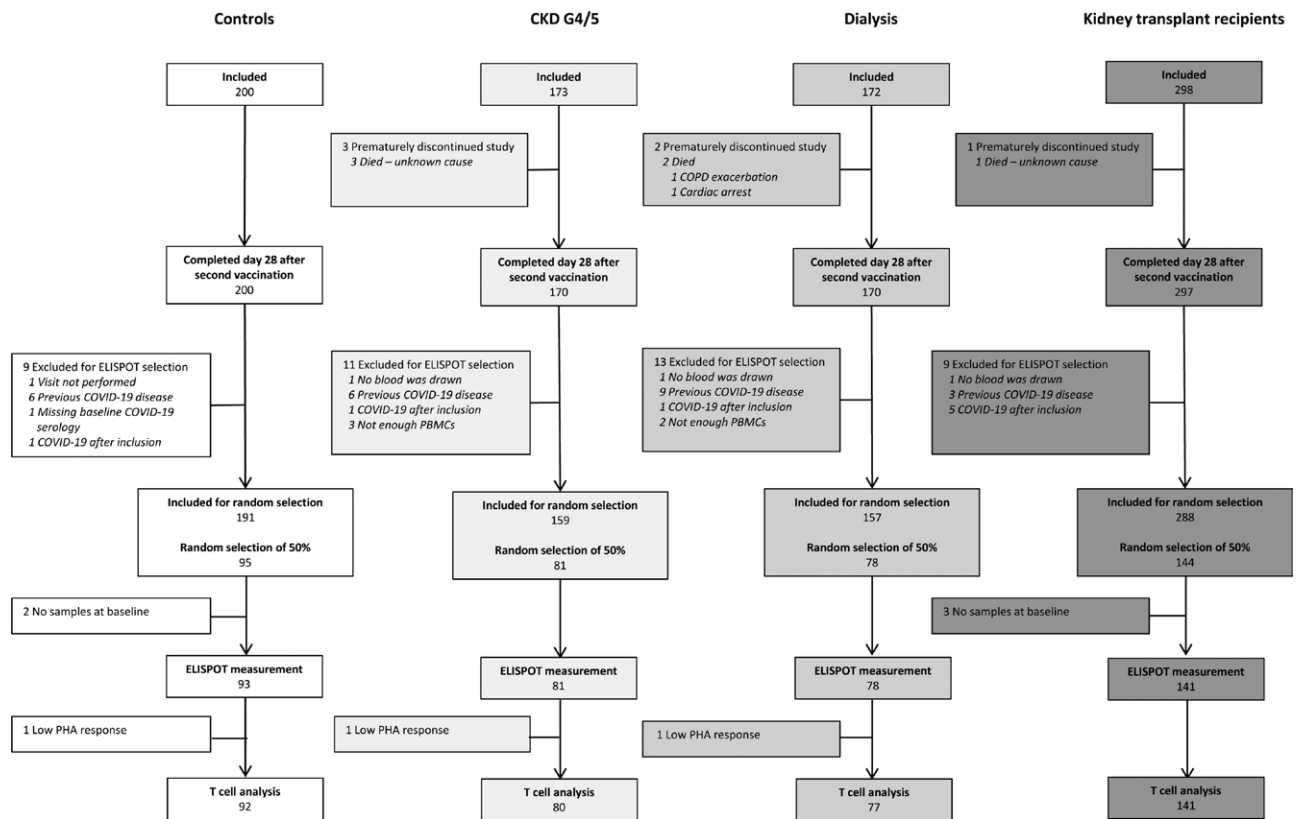 Controls
CKD G4/5
Dialysis
Kidney transplant recipients
Included
200
Included
173
Included
172
Included
298
3 Prematurely discontinued study
3 Died – unknown cause
2 Prematurely discontinued study
2 Died
1 COPD exacerbation
1 Cardiac arrest
1 Prematurely discontinued study
1 Died – unknown cause
Completed day 28 after
second vaccination
200
Completed day 28 after
second vaccination
170
Completed day 28 after
second vaccination
170
Completed day 28 after
second vaccination
297
9 Excluded for ELISPOT selection
1 Visit not performed
6 Previous COVID-19 disease
1 Missing baseline COVID-19
serology
1 COVID-19 after inclusion
11 Excluded for ELISPOT selection
1 No blood was drawn
6 Previous COVID-19 disease
1 COVID-19 after inclusion
3 Not enough PBMCs
13 Excluded for ELISPOT selection
1 No blood was drawn
9 Previous COVID-19 disease
1 COVID-19 after inclusion
2 Not enough PBMCs
9 Excluded for ELISPOT selection
1 No blood was drawn
3 Previous COVID-19 disease
5 COVID-19 after inclusion
Included for random selection
191
Random selection of 50%
95
Included for random selection
159
Random selection of 50%
81
Included for random selection
157
Random selection of 50%
78
Included for random selection
288
Random selection of 50%
144
2 No samples at baseline
3 No samples at baseline
ELISPOT measurement
93
ELISPOT measurement
81
ELISPOT measurement
78
ELISPOT measurement
141
1 Low PHA response
1 Low PHA response
1 Low PHA response
T cell analysis
92
T cell analysis
80
T cell analysis
77
T cell analysis
141